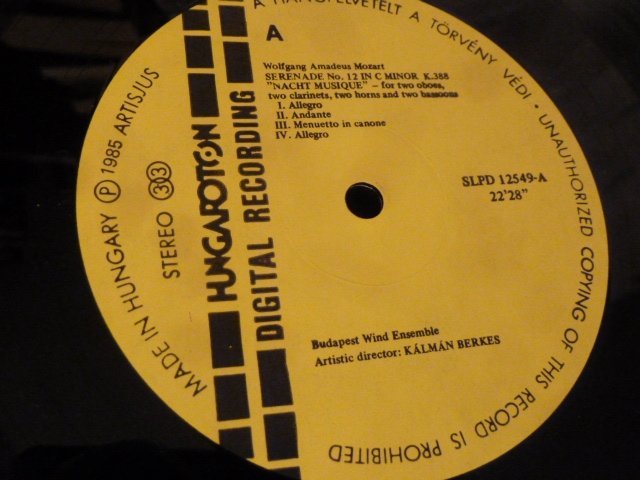 A HANGFELVÉTELT A TÖRVÉNY VÉDI · UNAUTHORIZED COPYING OF THIS RECORD IS PROHIBITED
MADE IN HUNGARY Ⓟ 1985 ARTISJUS
STEREO 33
HUNGAROTON
DIGITAL RECORDING
A
Wolfgang Amadeus Mozart
SERENADE No. 12 IN C MINOR K.388
"NACHT MUSIQUE" – for two oboes,
two clarinets, two horns and two bassoons
I. Allegro
II. Andante
III. Menuetto in canone
IV. Allegro
SLPD 12549-A
22'28"
Budapest Wind Ensemble
Artistic director: KÁLMÁN BERKES